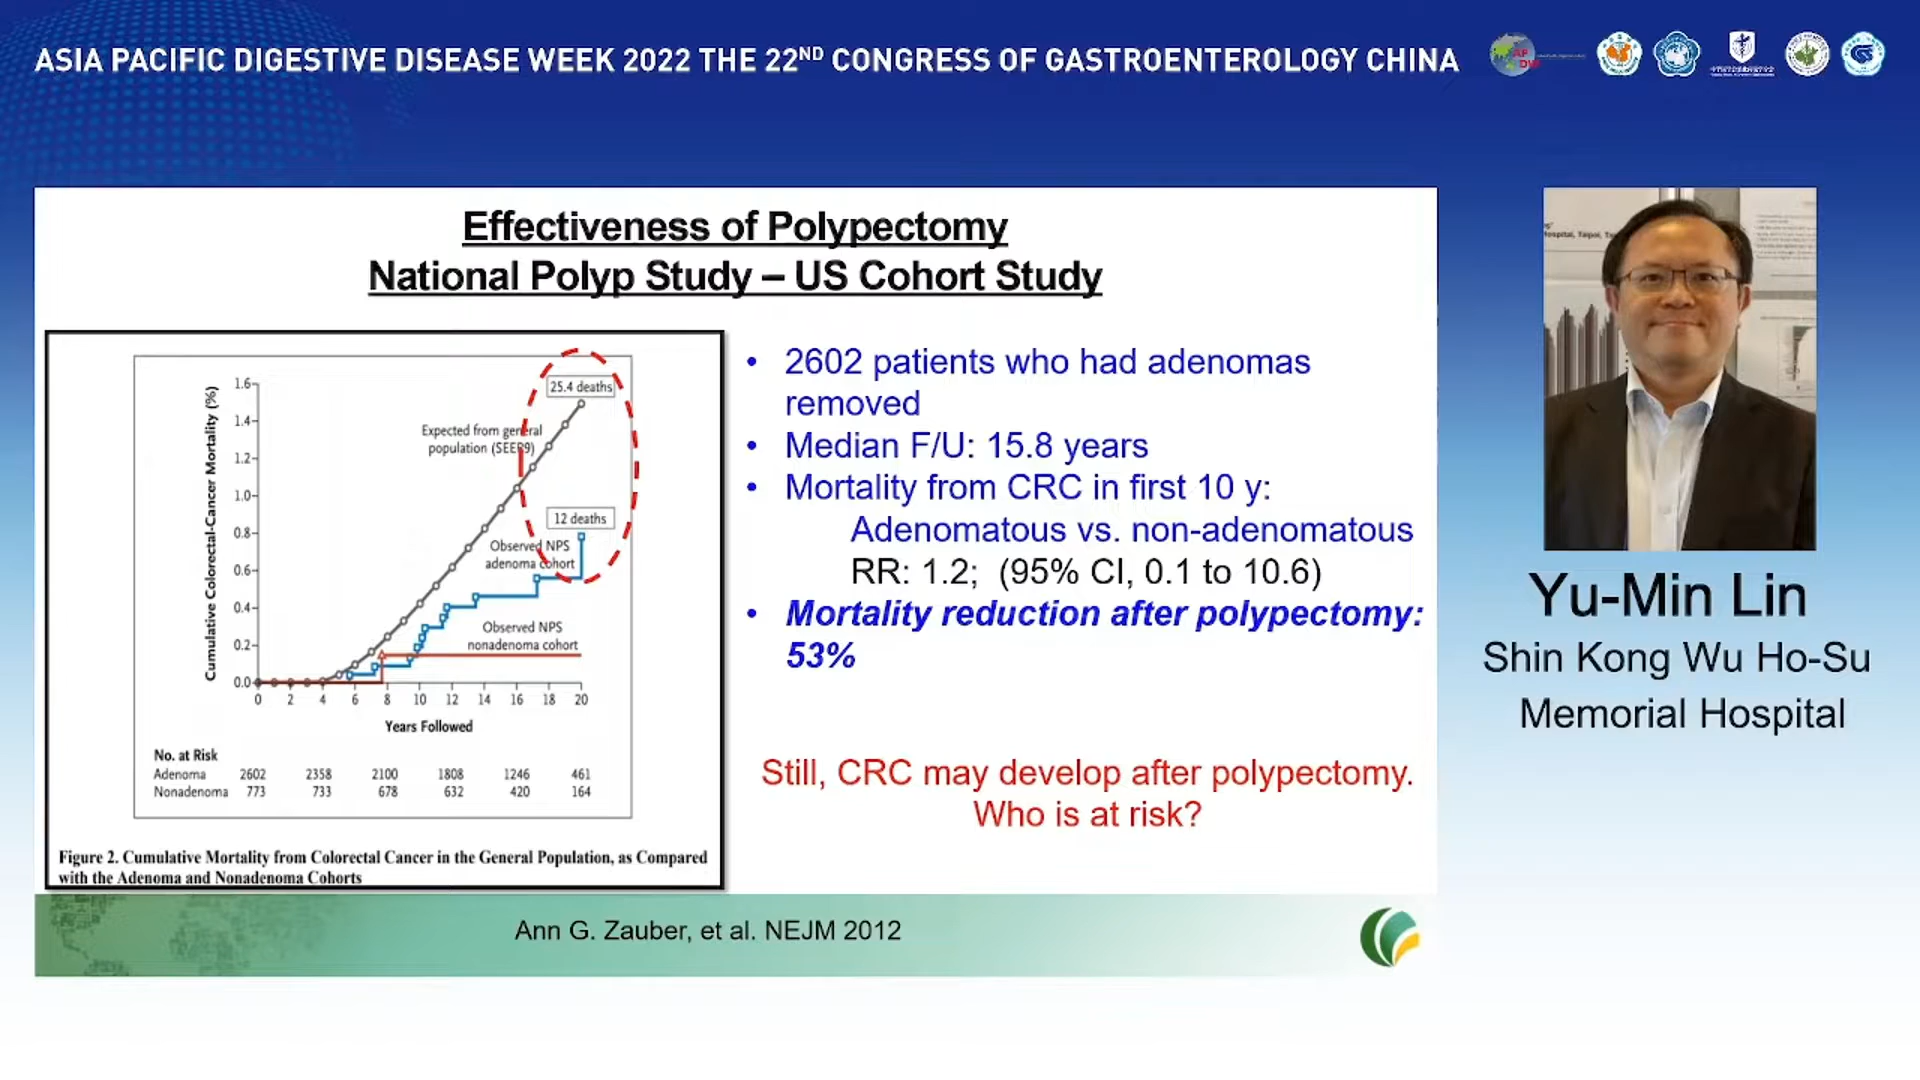 ASIA PACIFIC DIGESTIVE DISEASE WEEK 2022 THE 22ND CONGRESS OF GASTROENTEROLOGY CHINA
Effectiveness of Polypectomy
National Polyp Study – US Cohort Study
Cumulative Colorectal-Cancer Mortality (%)
1.6
1.4
1.2
1.0
0.8
0.6
0.4
0.2
0.0
25.4 deaths
Expected from general
population (SEER9)
12 deaths
Observed NPS
adenoma cohort
Observed NPS
nonadenoma cohort
0 2 4 6 8 10 12 14 16 18 20
Years Followed
No. at Risk
Adenoma 2602 2358 2100 1808 1246 461
Nonadenoma 773 733 678 632 420 164
Figure 2. Cumulative Mortality from Colorectal Cancer in the General Population, as Compared
with the Adenoma and Nonadenoma Cohorts
• 2602 patients who had adenomas
removed
• Median F/U: 15.8 years
• Mortality from CRC in first 10 y:
Adenomatous vs. non-adenomatous
RR: 1.2; (95% CI, 0.1 to 10.6)
• Mortality reduction after polypectomy:
53%
Still, CRC may develop after polypectomy.
Who is at risk?
Ann G. Zauber, et al. NEJM 2012
Yu-Min Lin
Shin Kong Wu Ho-Su
Memorial Hospital